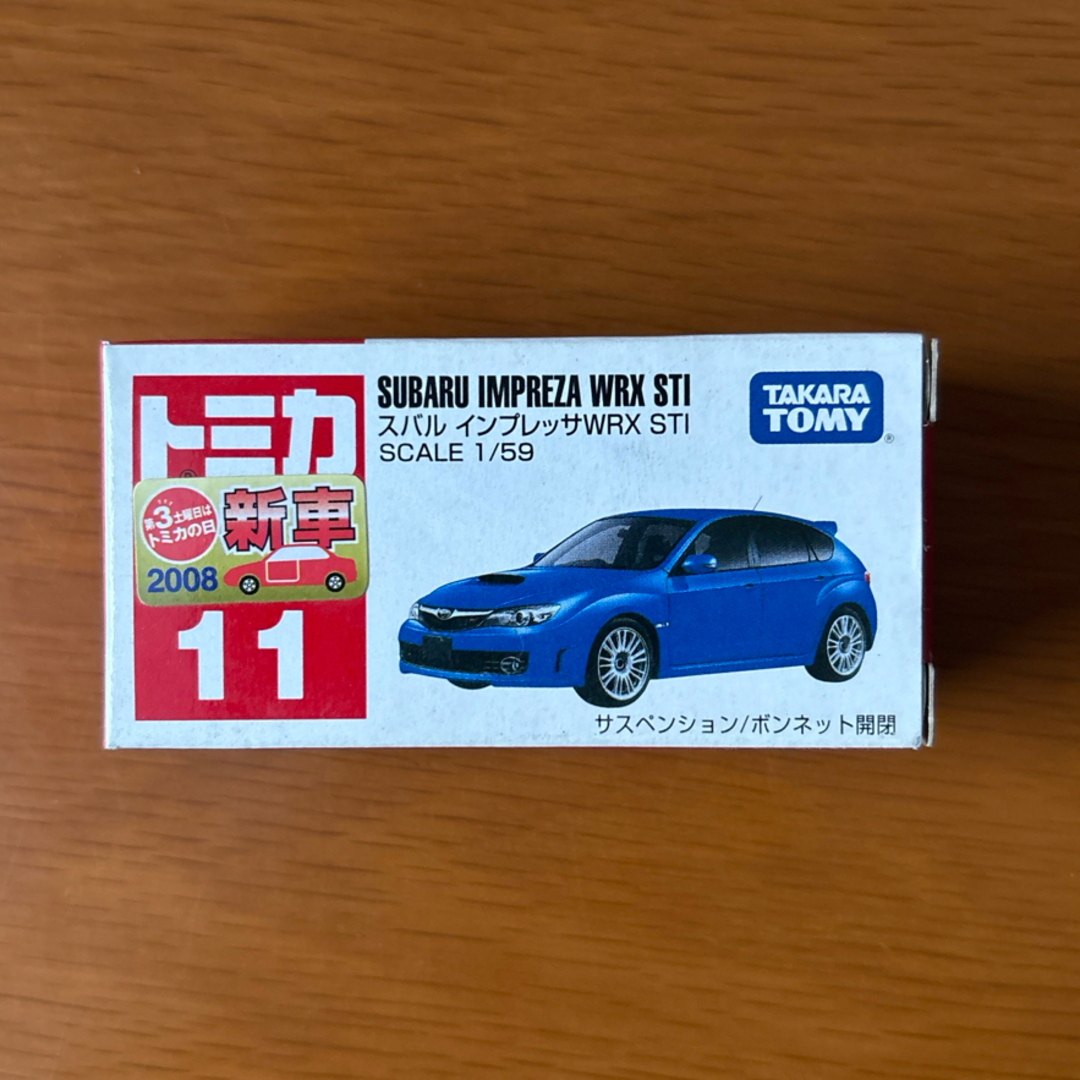 トミカ
第3土曜日は
トミカの日
新車
2008
11
SUBARU IMPREZA WRX STI
スバル インプレッサWRX STI
SCALE 1/59
TAKARA
TOMY
®
サスペンション/ボンネット開閉